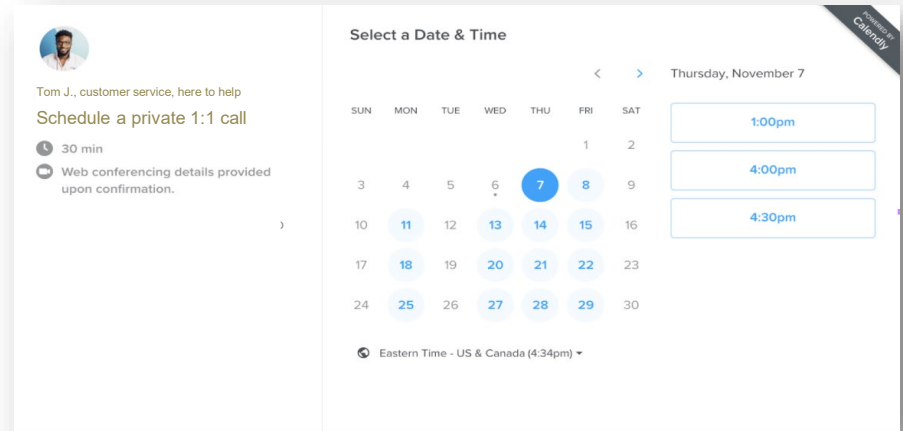 Tom J., customer service, here to help
Schedule a private 1:1 call
30 min
Web conferencing details provided
upon confirmation.
Select a Date & Time
POWERED BY
Calendly
< > Thursday, November 7
SUN MON TUE WED THU FRI SAT
1 2
3 4 5 6 7 8 9
10 11 12 13 14 15 16
17 18 19 20 21 22 23
24 25 26 27 28 29 30
Eastern Time - US & Canada (4:34pm)
1:00pm
4:00pm
4:30pm